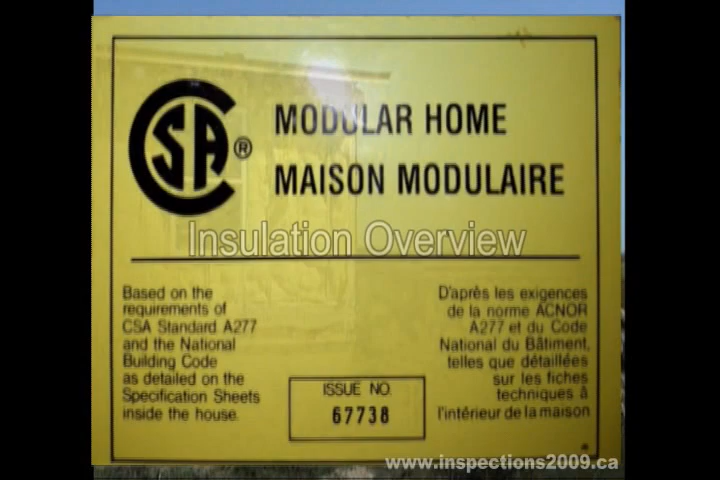 CSA®
MODULAR HOME
MAISON MODULAIRE
Insulation Overview
Based on the
requirements of
CSA Standard A277
and the National
Building Code
as detailed on the
Specification Sheets
inside the house.
D'après les exigences
de la norme ACNOR
A277 et du Code
National du Bâtiment,
telles que détaillées
sur les fiches
techniques à
l'intérieur de la maison
ISSUE NO.
67738
www.inspections2009.ca